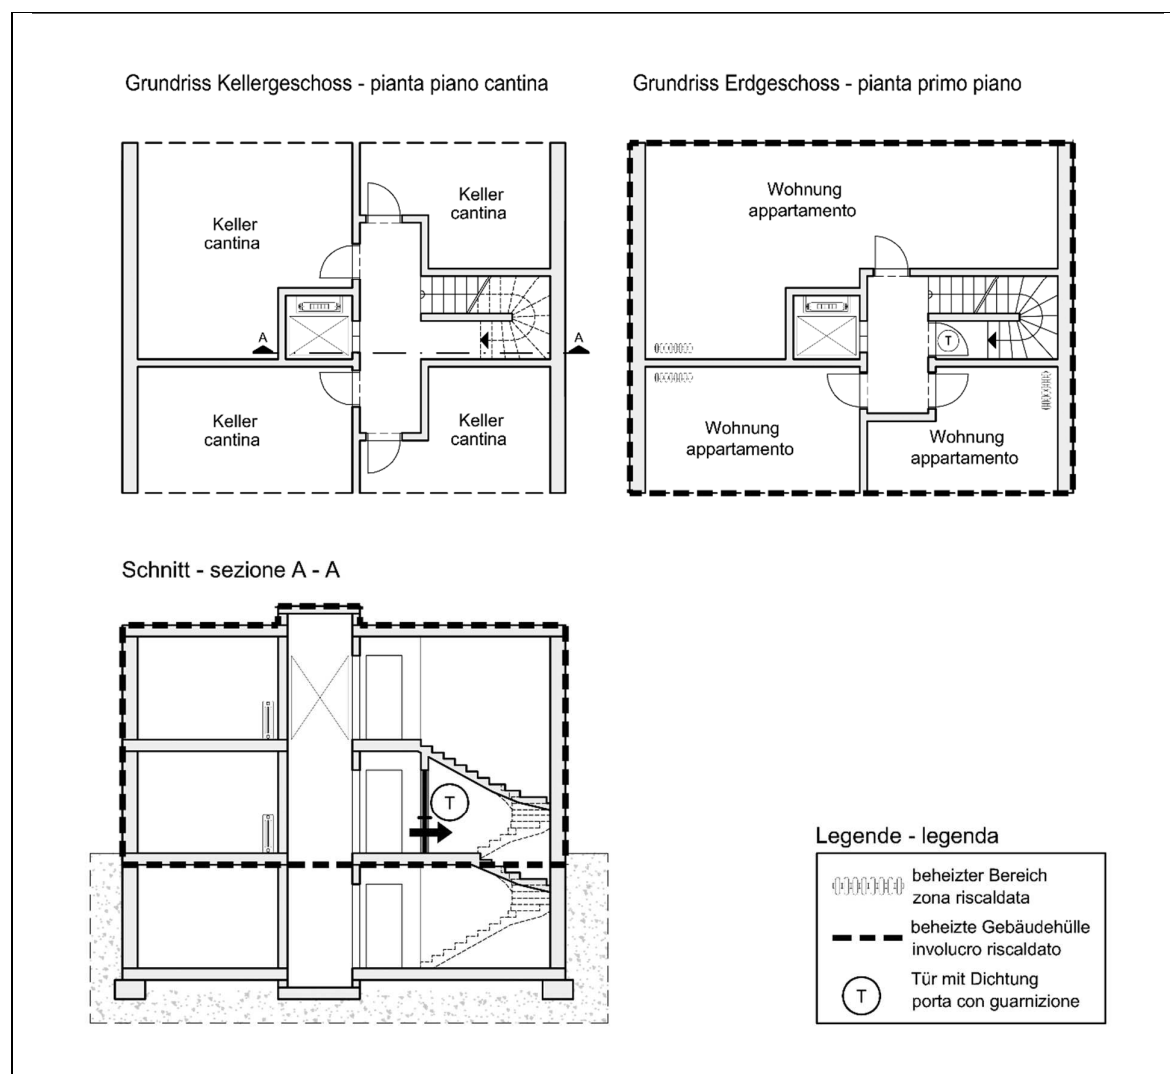 Grundriss Kellergeschoss - pianta piano cantina
Grundriss Erdgeschoss - pianta primo piano
Keller
cantina
Keller
cantina
A
A
Keller
cantina
Keller
cantina
Wohnung
appartamento
T
Wohnung
appartamento
Wohnung
appartamento
Schnitt - sezione A - A
T
Legende - legenda
beheizter Bereich
zona riscaldata
beheizte Gebäudehülle
involucro riscaldato
T
Tür mit Dichtung
porta con guarnizione